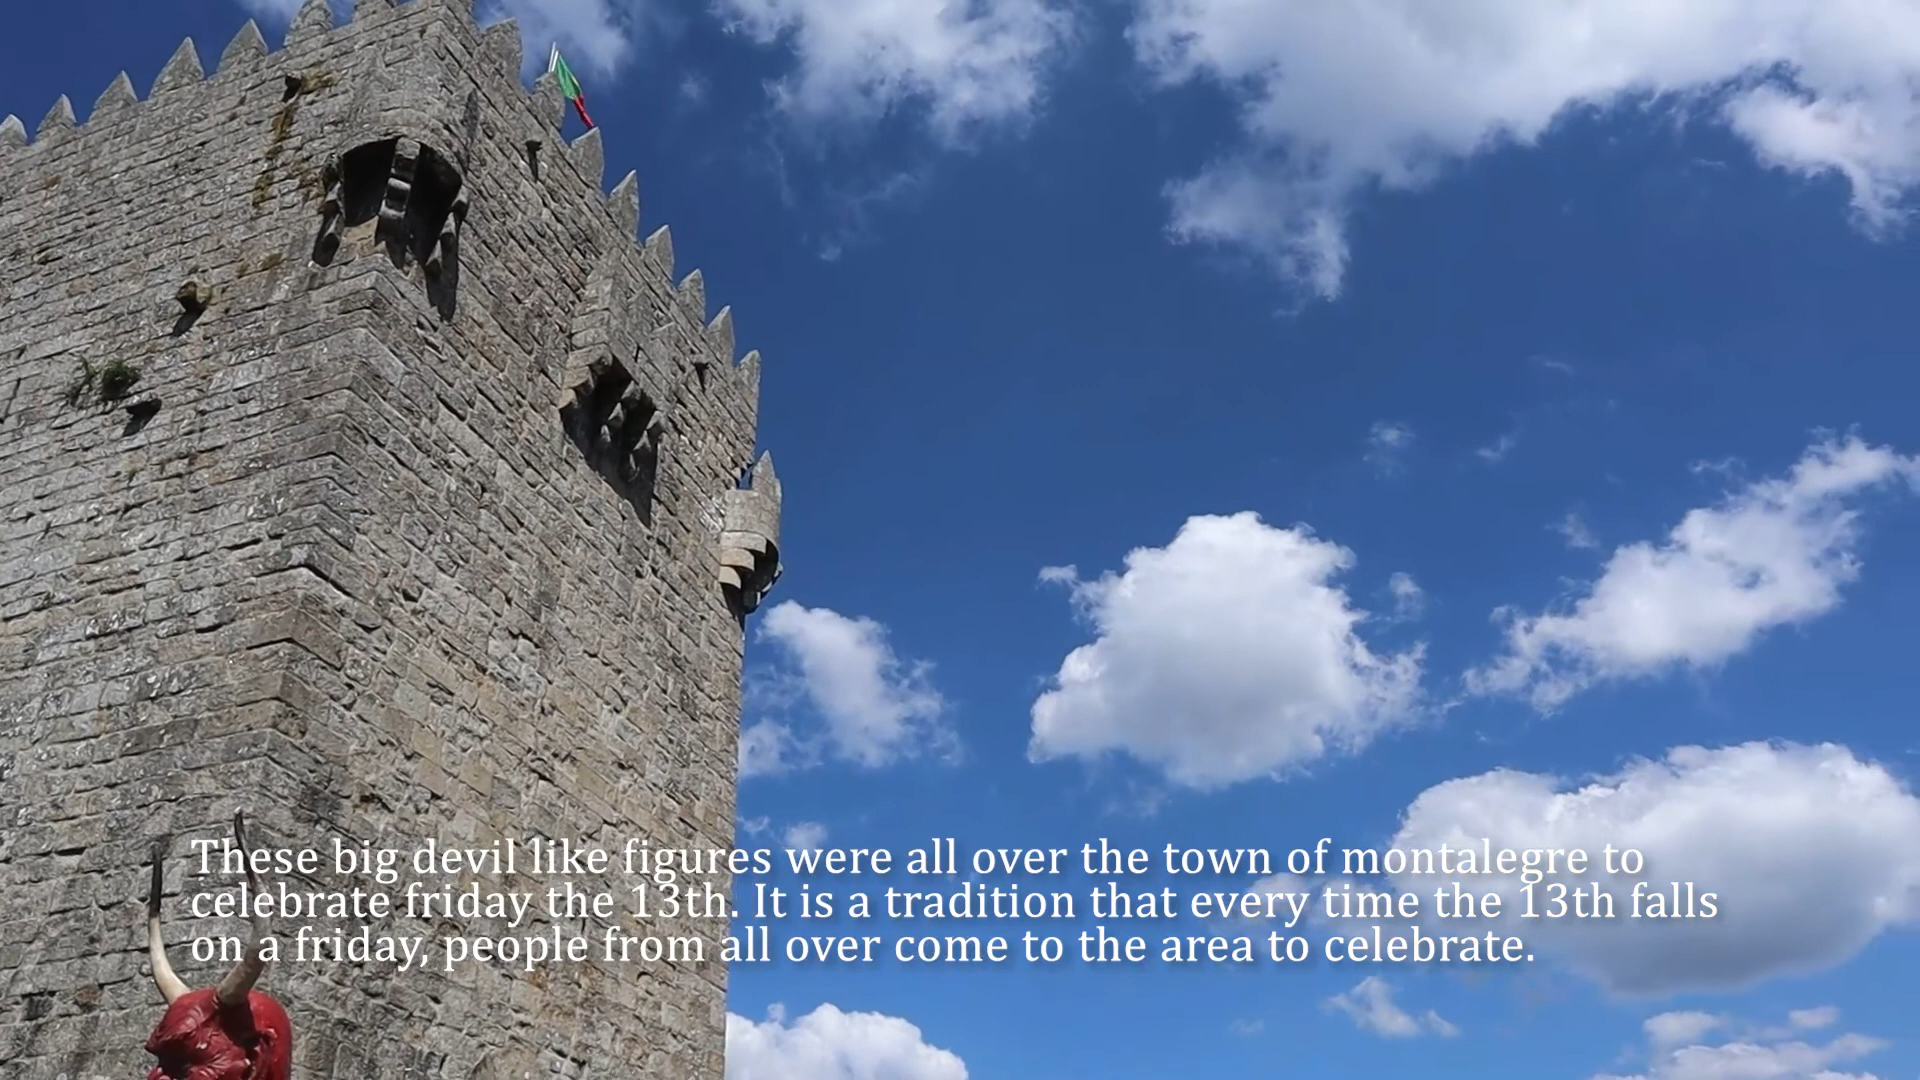 These big devil like figures were all over the town of montalegre to
celebrate friday the 13th. It is a tradition that every time the 13th falls
on a friday, people from all over come to the area to celebrate.